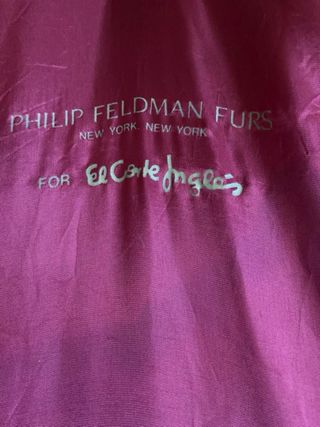 PHILIP FELDMAN FURS
NEW YORK. NEW YORK
FOR El Corte Inglés